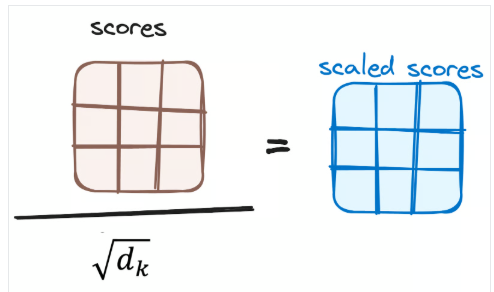 scores
scaled scores
=
√d_k